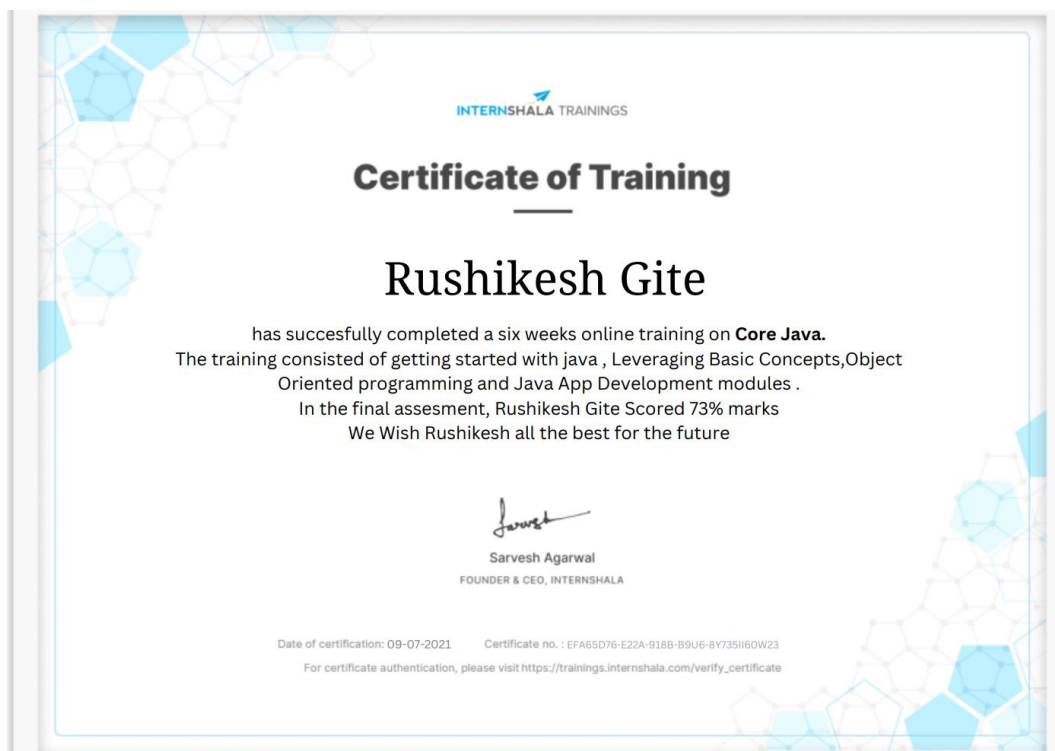 INTERNSHALA TRAININGS
Certificate of Training
Rushikesh Gite
has succesfully completed a six weeks online training on Core Java.
The training consisted of getting started with java , Leveraging Basic Concepts,Object
Oriented programming and Java App Development modules .
In the final assesment, Rushikesh Gite Scored 73% marks
We Wish Rushikesh all the best for the future
Sarvesh Agarwal
FOUNDER & CEO, INTERNSHALA
Date of certification: 09-07-2021 Certificate no. : EFA65D76-E22A-918B-B9U6-8Y735II60W23
For certificate authentication, please visit https://trainings.internshala.com/verify_certificate